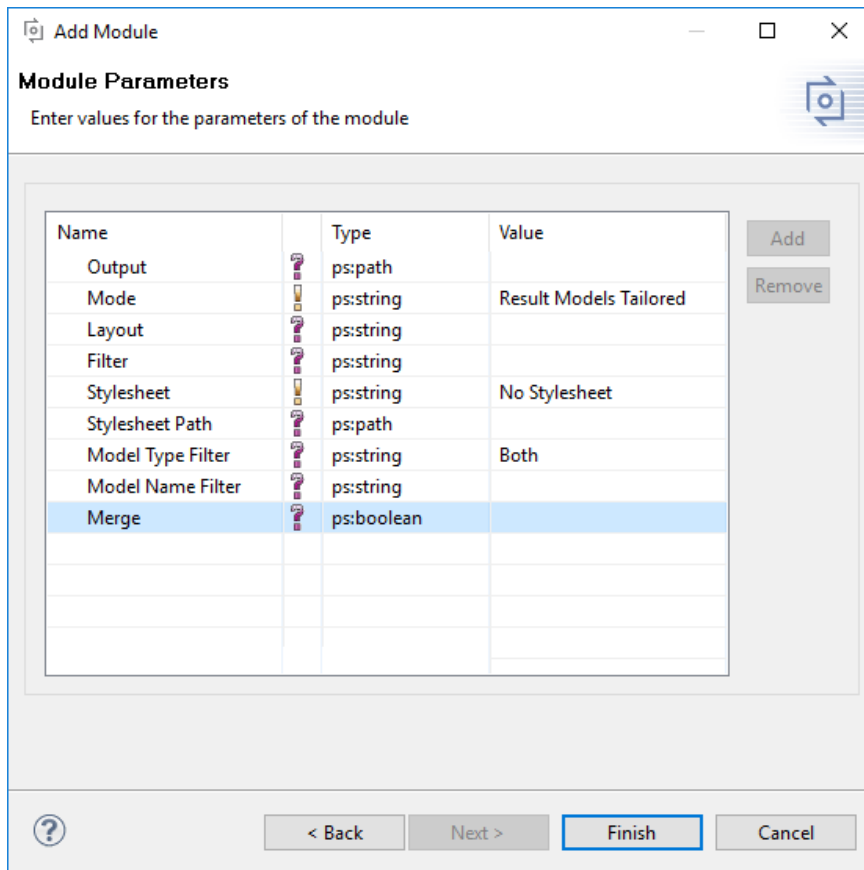 Add Module
Module Parameters
Enter values for the parameters of the module
Name Type Value
Add
Output ps:path
Remove
Mode ps:string Result Models Tailored
Layout ps:string
Filter ps:string
Stylesheet ps:string No Stylesheet
Stylesheet Path ps:path
Model Type Filter ps:string Both
Model Name Filter ps:string
Merge ps:boolean
< Back Next > Finish Cancel